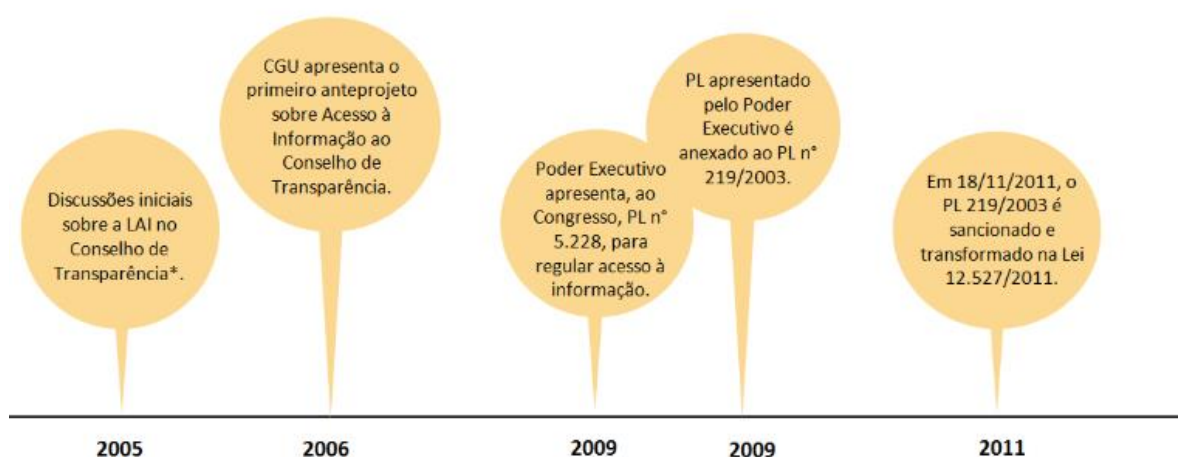 Discussões iniciais
sobre a LAI no
Conselho de
Transparência*.
CGU apresenta o
primeiro anteprojeto
sobre Acesso à
Informação ao
Conselho de
Transparência.
Poder Executivo
apresenta, ao
Congresso, PL n°
5.228, para
regular acesso à
informação.
PL apresentado
pelo Poder
Executivo é
anexado ao PL n°
219/2003.
Em 18/11/2011, o
PL 219/2003 é
sancionado e
transformado na Lei
12.527/2011.
2005
2006
2009
2009
2011